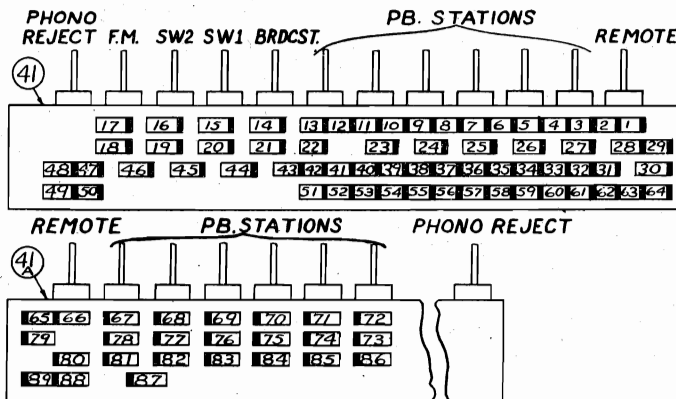 PHONO REJECT F.M. SW2 SW1 BRDCST. PB. STATIONS REMOTE
41
17 16 15 14 13 12 11 10 9 8 7 6 5 4 3 2 1
18 19 20 21 22 23 24 25 26 27 28 29
48 47 46 45 44 43 42 41 40 39 38 37 36 35 34 33 32 31 30
49 50 51 52 53 54 55 56 57 58 59 60 61 62 63 64
REMOTE PB. STATIONS PHONO REJECT
41 A
65 66 67 68 69 70 71 72
79 78 77 76 75 74 73
80 81 82 83 84 85 86
89 88 87